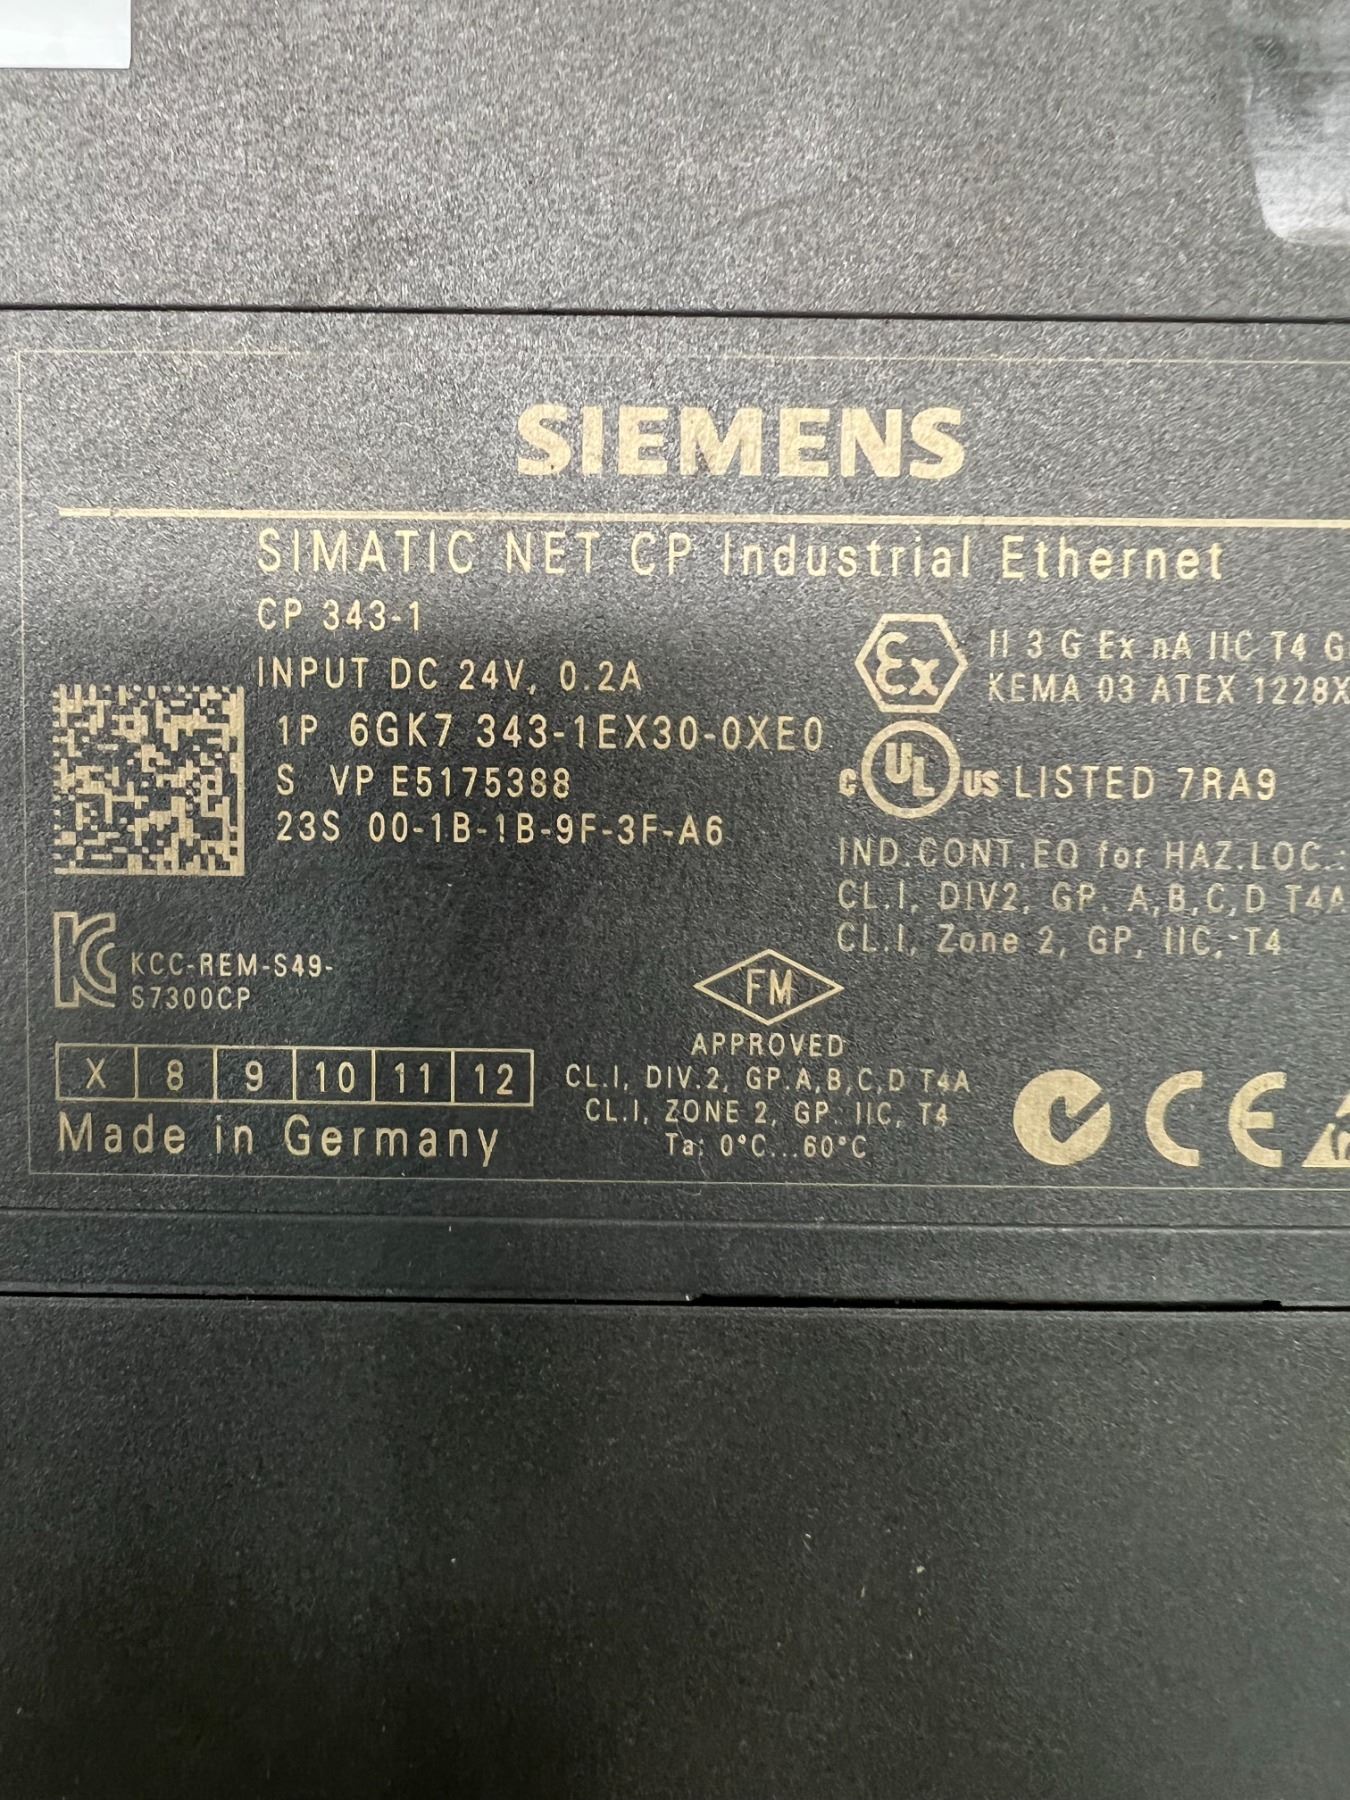 SIEMENS
SIMATIC NET CP Industrial Ethernet
CP 343-1
INPUT DC 24V, 0.2A
1P 6GK7 343-1EX30-0XE0
S VP E5175388
23S 00-1B-1B-9F-3F-A6
Ex II 3 G Ex nA IIC T4 G
KEMA 03 ATEX 1228X
C UL US LISTED 7RA9
IND.CONT.EQ for HAZ.LOC.:
CL.I, DIV2, GP. A,B,C,D T4A
CL.I, Zone 2, GP, IIC, T4
KCC-REM-S49-
S7300CP
FM
APPROVED
CL.I, DIV.2, GP.A,B,C,D T4A
CL.I, ZONE 2, GP. IIC, T4
Ta: 0°C...60°C
X 8 9 10 11 12
Made in Germany
CE